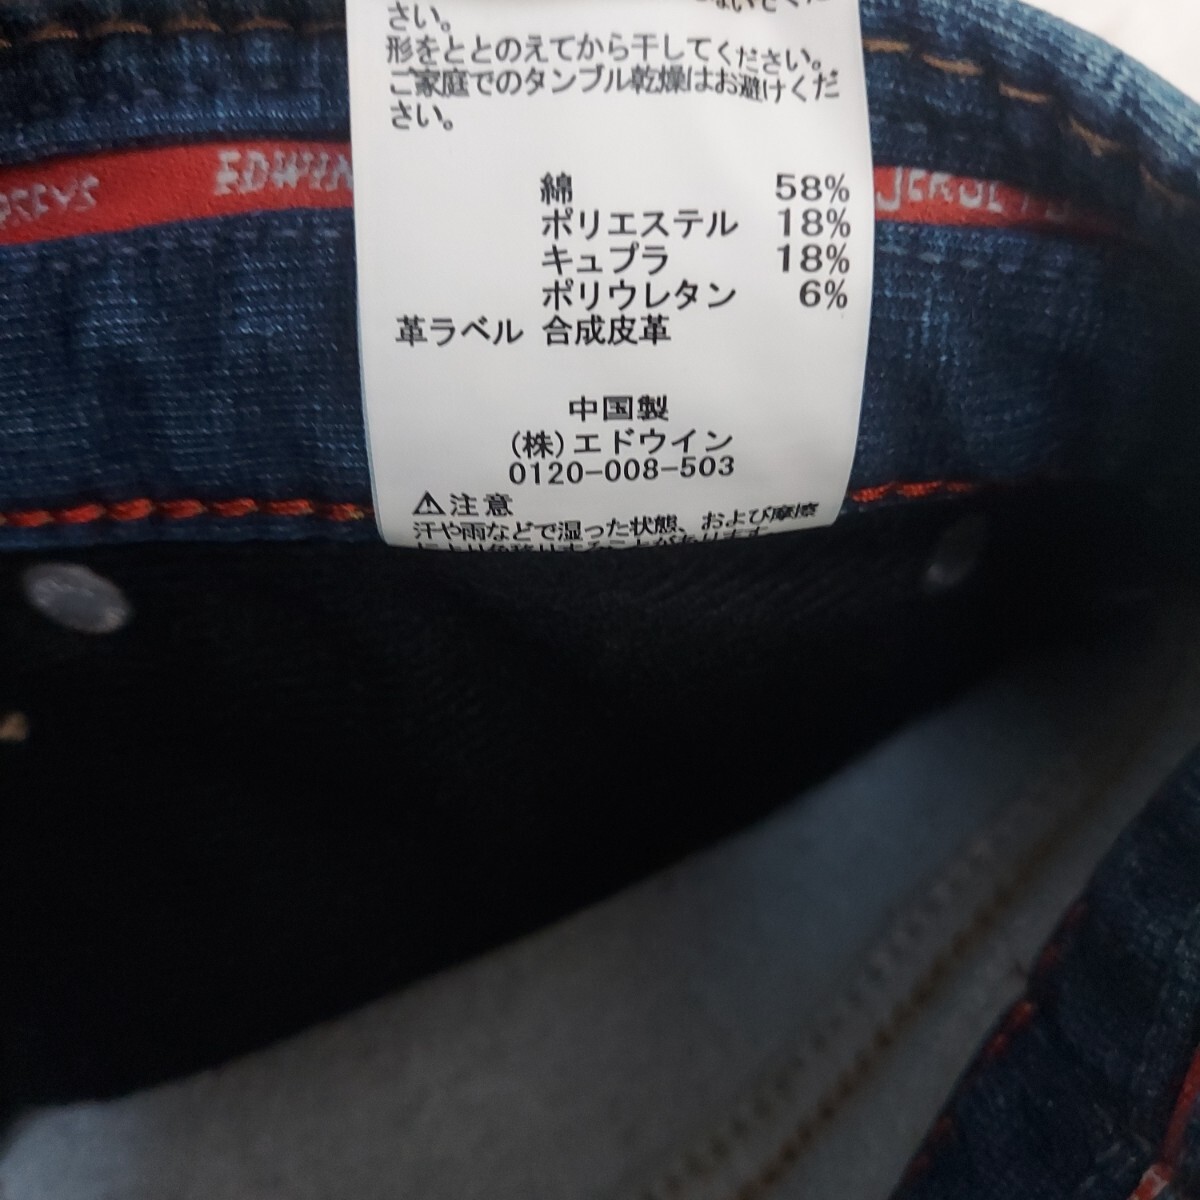 さい。
形をととのえてから干してください。
ご家庭でのタンブル乾燥はお避けくだ
さい。
EDWIN
綿 58%
ポリエステル 18%
キュプラ 18%
ポリウレタン 6%
革ラベル 合成皮革
中国製
(株)エドウイン
0120-008-503
⚠注意
汗や雨などで湿った状態、および摩擦